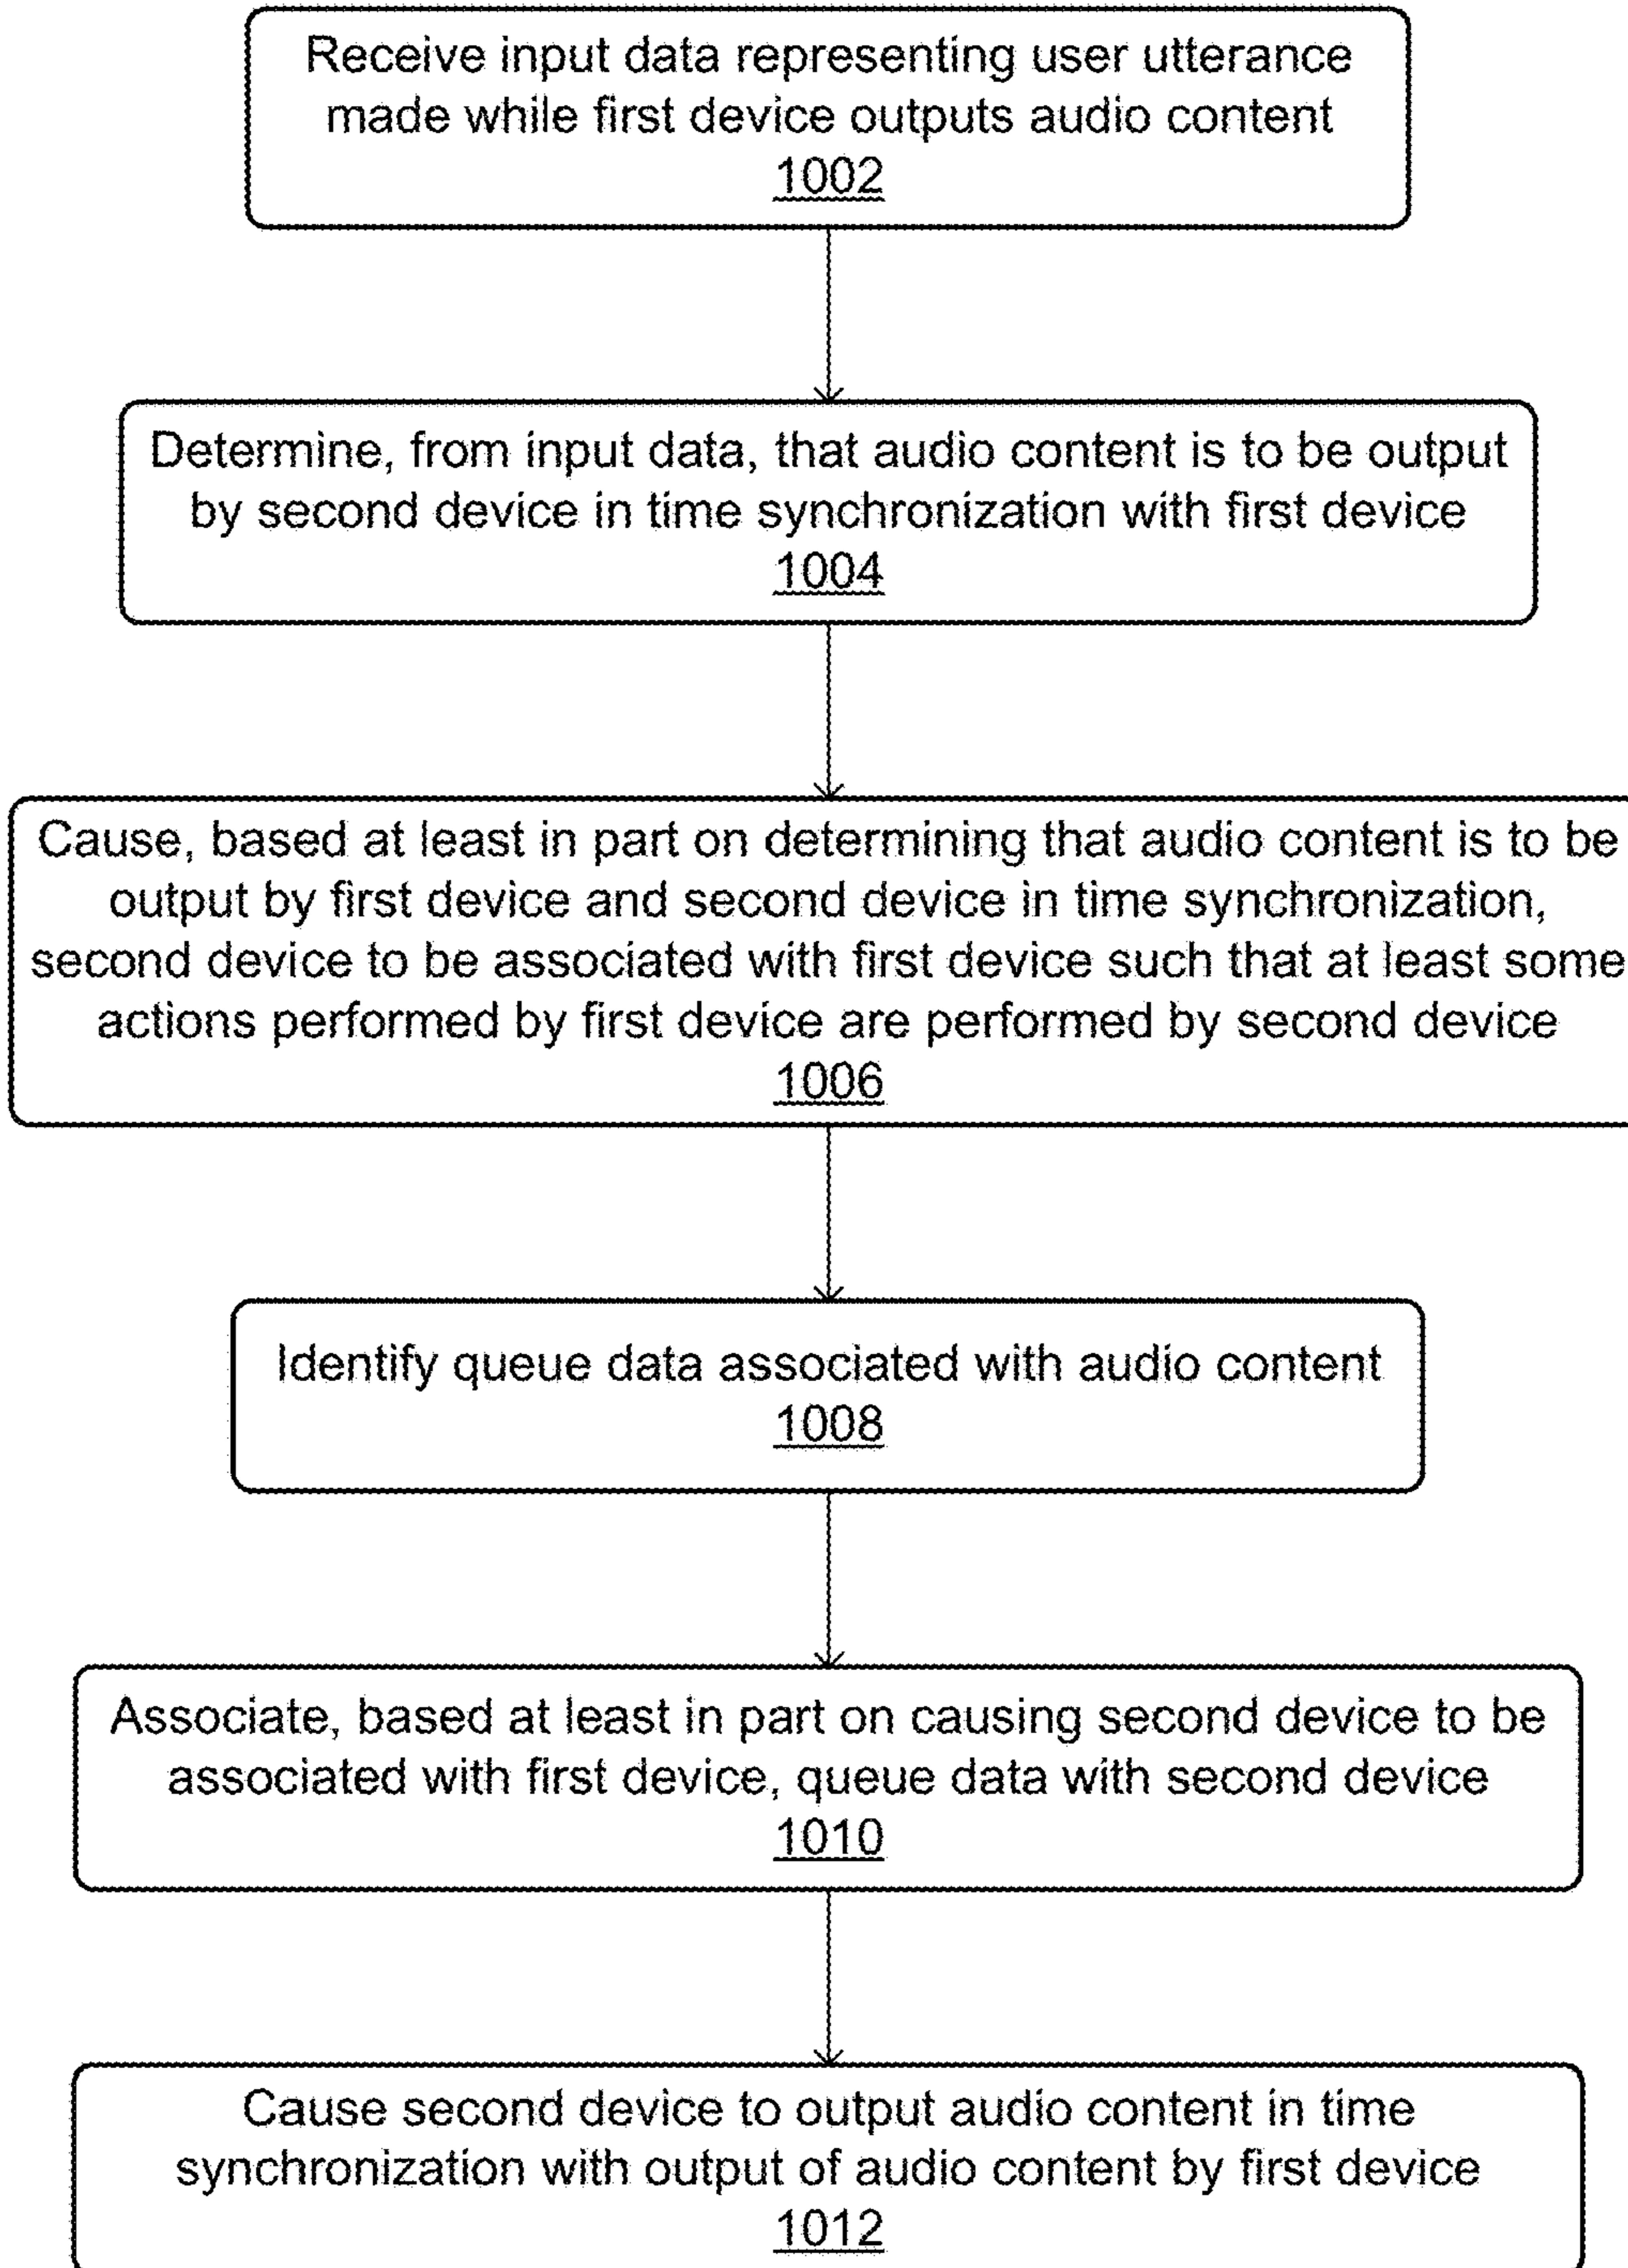 Receive input data representing user utterance
made while first device outputs audio content
1002
Determine, from input data, that audio content is to be output
by second device in time synchronization with first device
1004
Cause, based at least in part on determining that audio content is to be
output by first device and second device in time synchronization,
second device to be associated with first device such that at least some
actions performed by first device are performed by second device
1006
Identify queue data associated with audio content
1008
Associate, based at least in part on causing second device to be
associated with first device, queue data with second device
1010
Cause second device to output audio content in time
synchronization with output of audio content by first device
1012